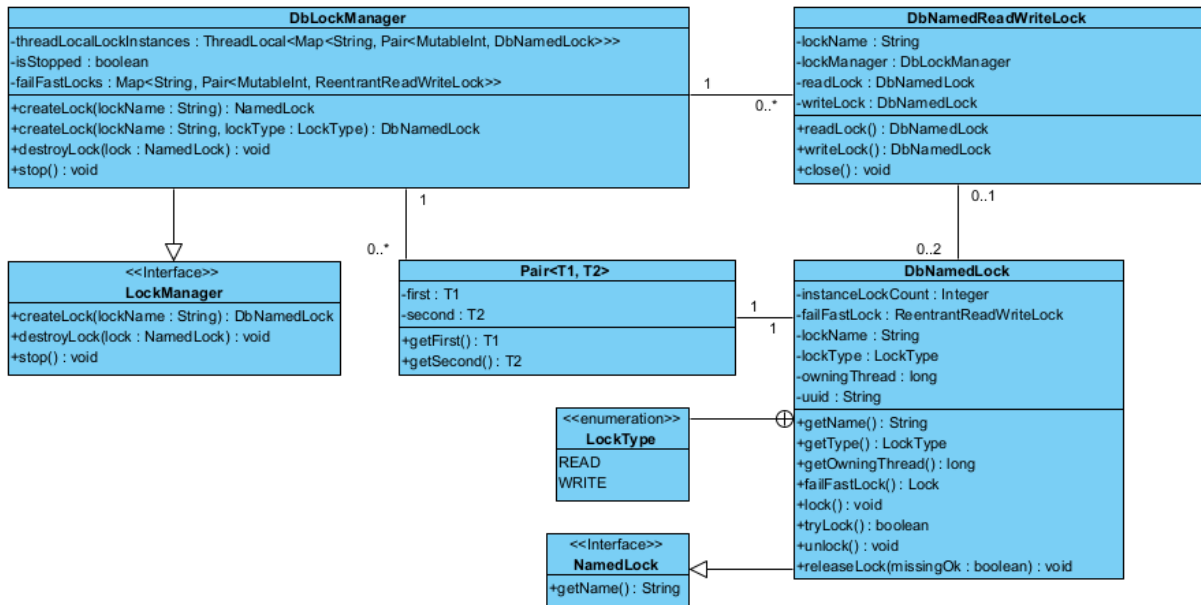 DbLockManager
-threadLocalLockInstances : ThreadLocal<Map<String, Pair<MutableInt, DbNamedLock>>>
-isStopped : boolean
-failFastLocks : Map<String, Pair<MutableInt, ReentrantReadWriteLock>>
+createLock(lockName : String) : NamedLock
+createLock(lockName : String, lockType : LockType) : DbNamedLock
+destroyLock(lock : NamedLock) : void
+stop() : void
1
0..*
DbNamedReadWriteLock
-lockName : String
-lockManager : DbLockManager
-readLock : DbNamedLock
-writeLock : DbNamedLock
+readLock() : DbNamedLock
+writeLock() : DbNamedLock
+close() : void
1
0..*
0..1
0..2
<<Interface>>
LockManager
+createLock(lockName : String) : DbNamedLock
+destroyLock(lock : NamedLock) : void
+stop() : void
Pair<T1, T2>
-first : T1
-second : T2
+getFirst() : T1
+getSecond() : T2
1
1
DbNamedLock
-instanceLockCount : Integer
-failFastLock : ReentrantReadWriteLock
-lockName : String
-lockType : LockType
-owningThread : long
-uuid : String
+getName() : String
+getType() : LockType
+getOwningThread() : long
+failFastLock() : Lock
+lock() : void
+tryLock() : boolean
+unlock() : void
+releaseLock(missingOk : boolean) : void
<<enumeration>>
LockType
READ
WRITE
<<Interface>>
NamedLock
+getName() : String